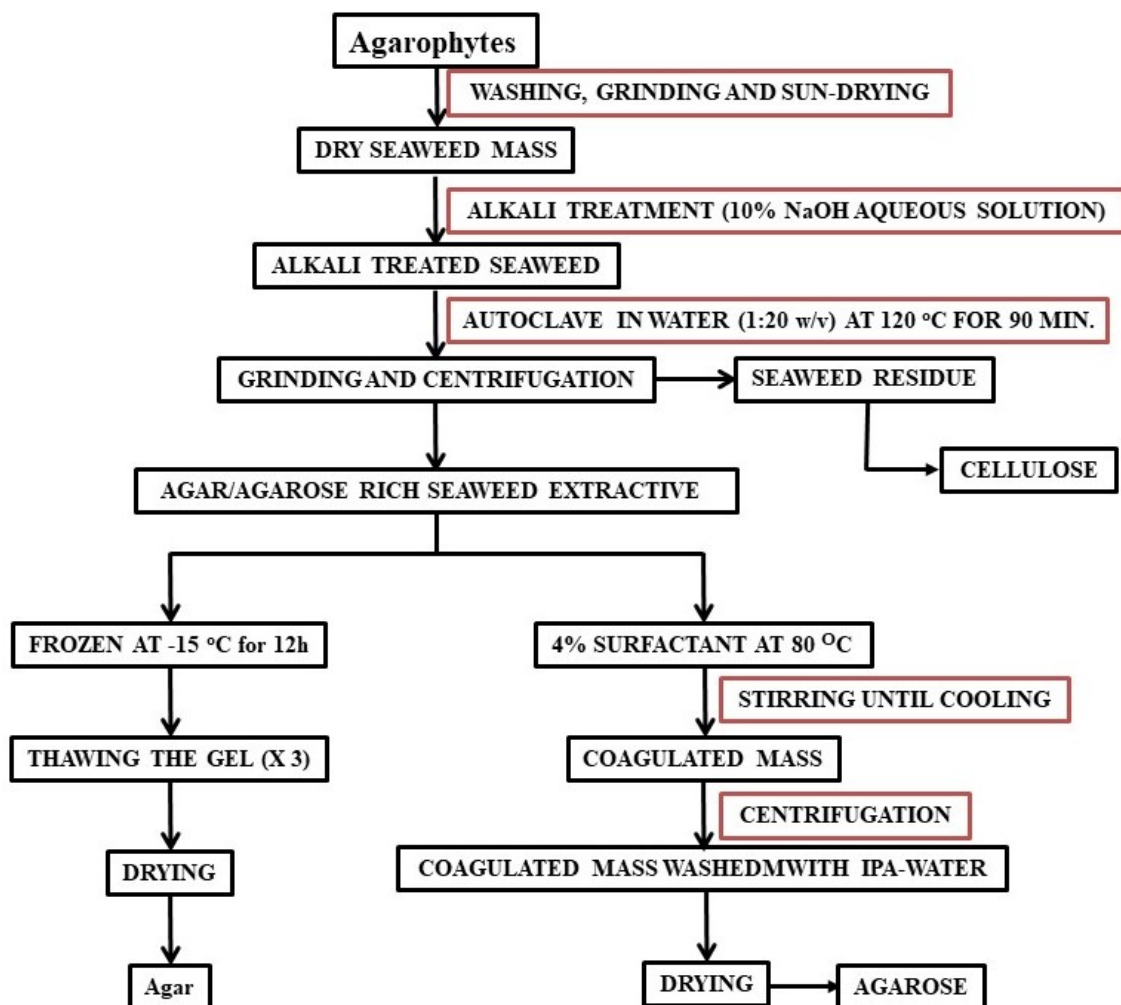 Agarophytes
WASHING, GRINDING AND SUN-DRYING
DRY SEAWEED MASS
ALKALI TREATMENT (10% NaOH AQUEOUS SOLUTION)
ALKALI TREATED SEAWEED
AUTOCLAVE IN WATER (1:20 w/v) AT 120 °C FOR 90 MIN.
GRINDING AND CENTRIFUGATION
SEAWEED RESIDUE
CELLULOSE
AGAR/AGAROSE RICH SEAWEED EXTRACTIVE
FROZEN AT -15 °C for 12h
4% SURFACTANT AT 80 °C
STIRRING UNTIL COOLING
THAWING THE GEL (X 3)
COAGULATED MASS
CENTRIFUGATION
DRYING
COAGULATED MASS WASHEDMWITH IPA-WATER
Agar
DRYING
AGAROSE